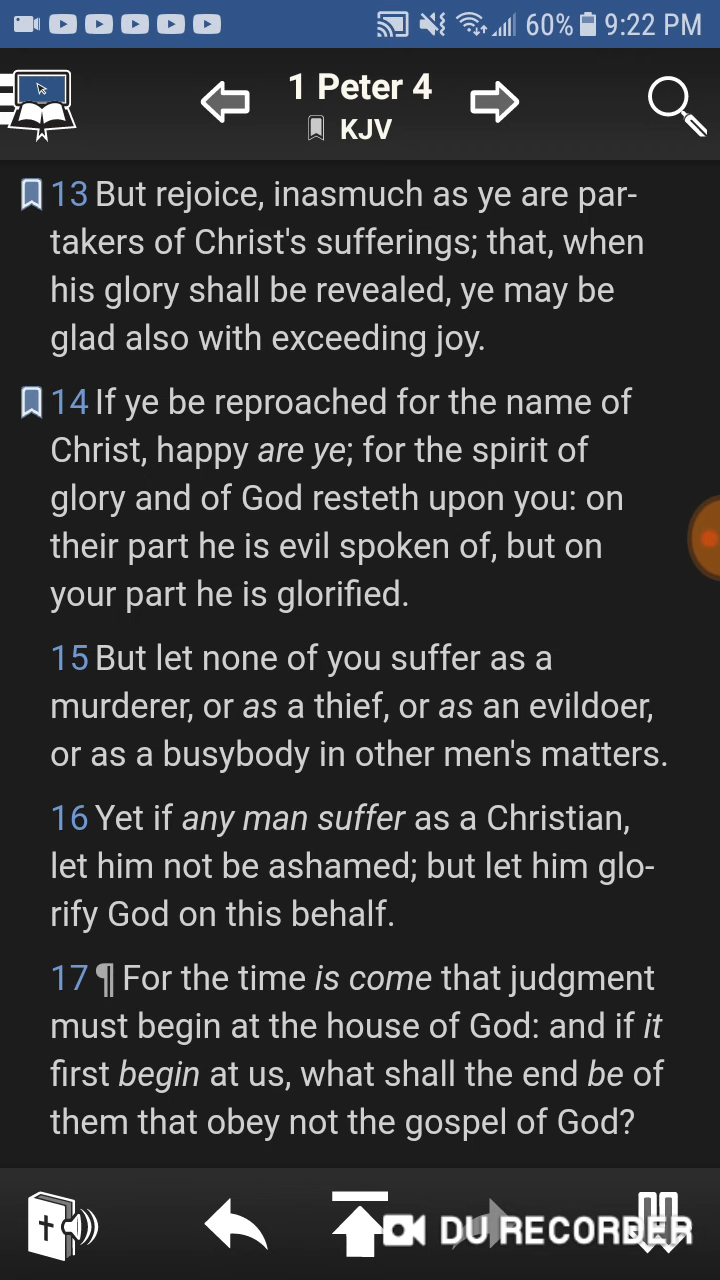 60% 9:22 PM
1 Peter 4
KJV
13 But rejoice, inasmuch as ye are par-
takers of Christ's sufferings; that, when
his glory shall be revealed, ye may be
glad also with exceeding joy.
14 If ye be reproached for the name of
Christ, happy are ye; for the spirit of
glory and of God resteth upon you: on
their part he is evil spoken of, but on
your part he is glorified.
15 But let none of you suffer as a
murderer, or as a thief, or as an evildoer,
or as a busybody in other men's matters.
16 Yet if any man suffer as a Christian,
let him not be ashamed; but let him glo-
rify God on this behalf.
17 ¶ For the time is come that judgment
must begin at the house of God: and if it
first begin at us, what shall the end be of
them that obey not the gospel of God?
DU RECORDER